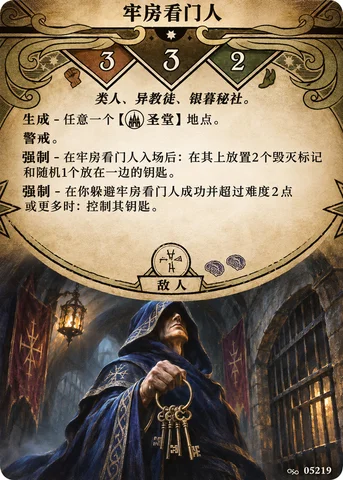 牢房看门人
3 3 2
类人、异教徒、银暮秘社。
生成 - 任意一个【圣堂】地点。
警戒。
强制 - 在牢房看门人入场后：在其上放置2个毁灭标记
和随机1个放在一边的钥匙。
强制 - 在你躲避牢房看门人成功并超过难度2点
或更多时：控制其钥匙。
敌人
05219